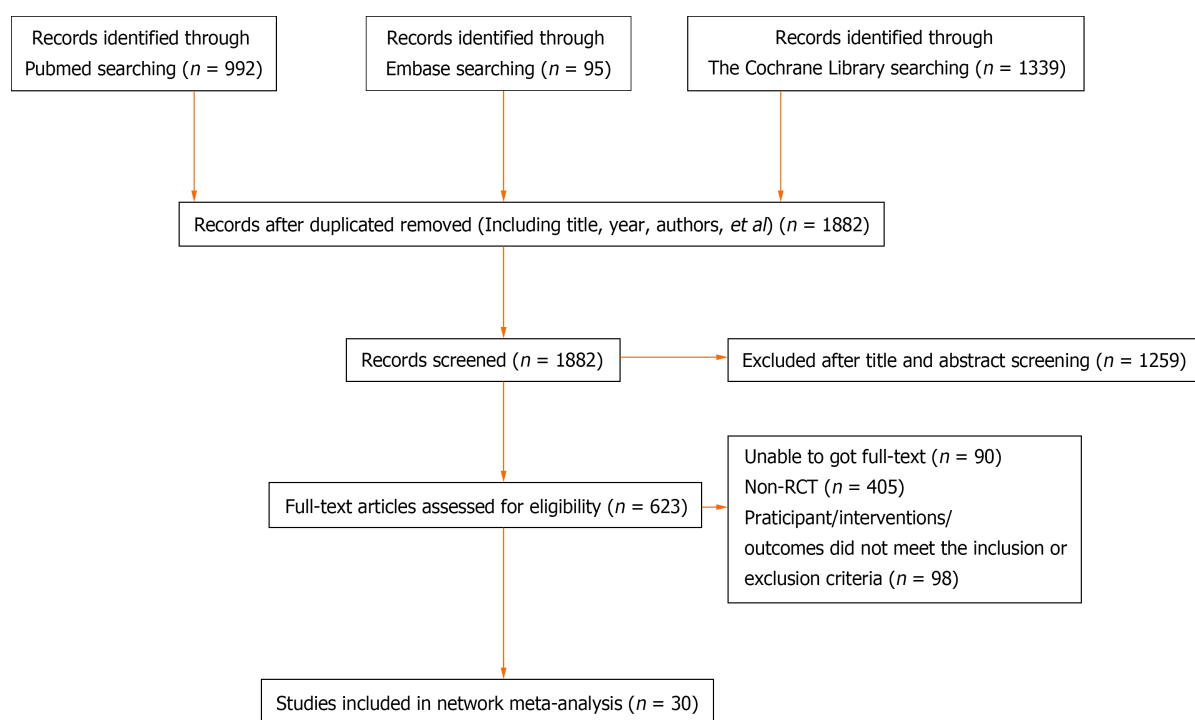 Records identified through
Pubmed searching (n = 992)
Records identified through
Embase searching (n = 95)
Records identified through
The Cochrane Library searching (n = 1339)
Records after duplicated removed (Including title, year, authors, et al) (n = 1882)
Records screened (n = 1882)
Excluded after title and abstract screening (n = 1259)
Full-text articles assessed for eligibility (n = 623)
Unable to got full-text (n = 90)
Non-RCT (n = 405)
Praticipant/interventions/
outcomes did not meet the inclusion or
exclusion criteria (n = 98)
Studies included in network meta-analysis (n = 30)